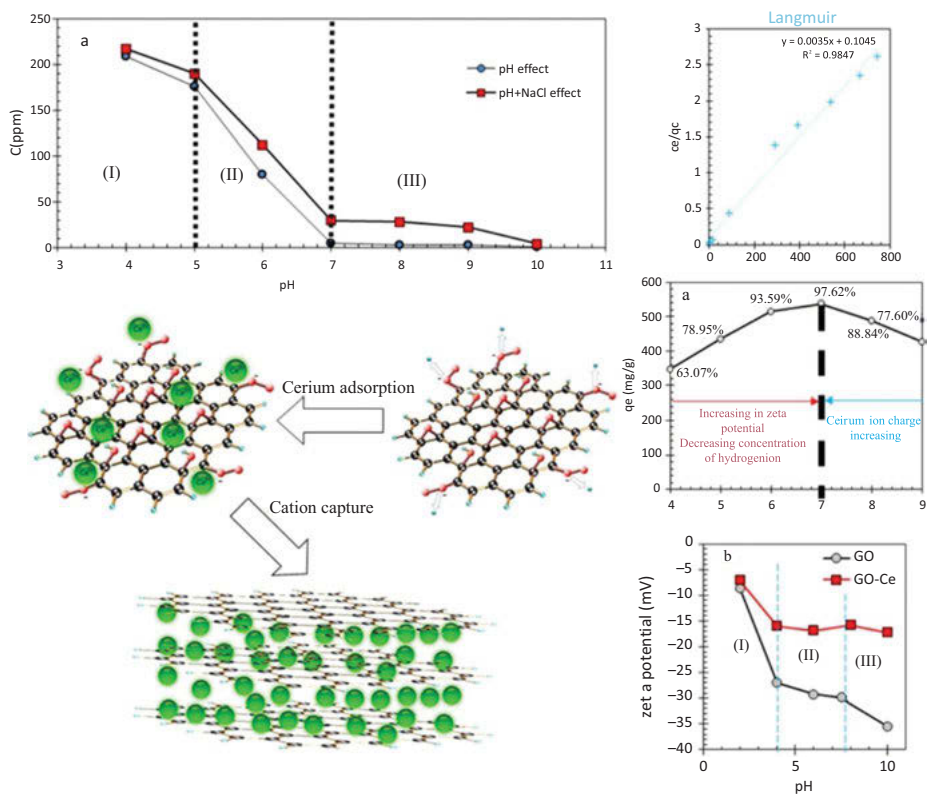 a
250
200
150
100
50
0
C(ppm)
pH effect
pH+NaCl effect
(I)
(II)
(III)
3 4 5 6 7 8 9 10 11
pH
Langmuir
y = 0.0035x + 0.1045
R² = 0.9847
3
2.5
2
1.5
1
0.5
0
ce/qc
0 200 400 600 800
a
600
500
400
300
200
100
0
qe (mg/g)
63.07%
78.95%
93.59%
97.62%
88.84%
77.60%
Increasing in zeta
potential
Decreasing concentration
of hydrogenion
Ceirum ion charge
increasing
4 5 6 7 8 9
Cerium adsorption
Cation capture
b
GO
GO-Ce
0
−5
−10
−15
−20
−25
−30
−35
−40
zet a potential (mV)
(I)
(II)
(III)
0 5 10
pH